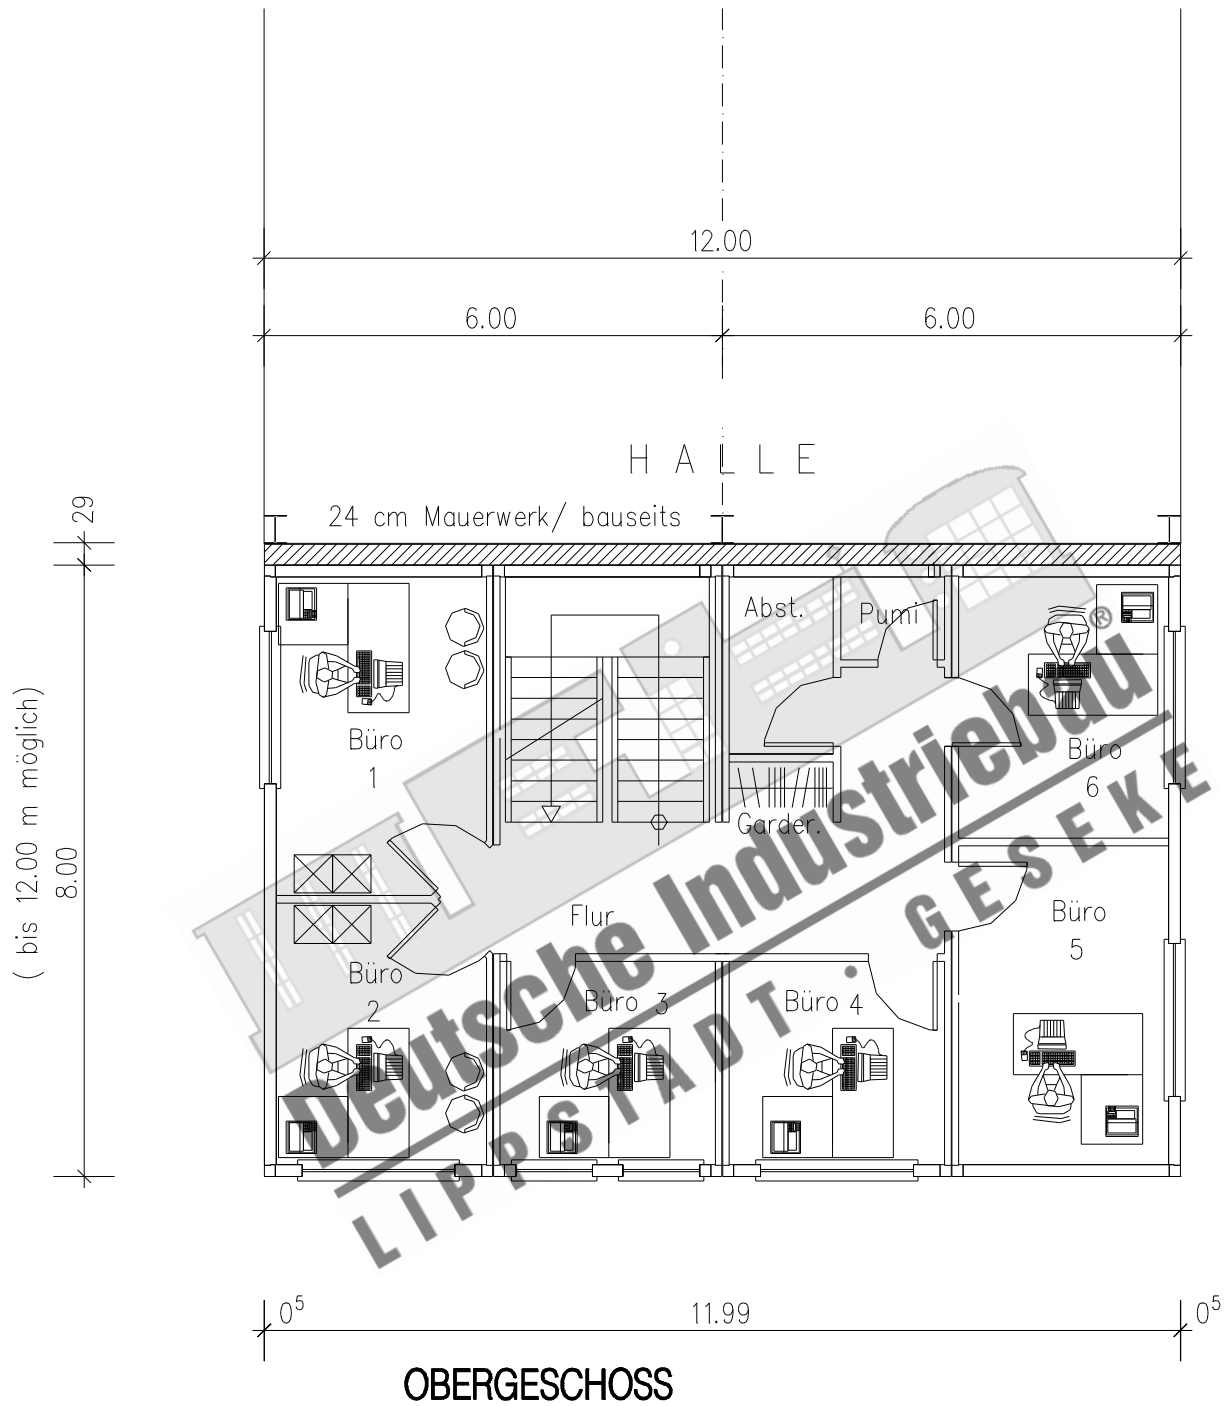 12.00
6.00 6.00
H A L L E
29
24 cm Mauerwerk/ bauseits
Abst. Pumi
®
Büro
1
Büro
6
( bis 12.00 m möglich)
8.00
Garder.
Flur
Büro
5
Büro
2
Büro 3
Büro 4
Deutsche Industriebau
LIPPSTADT · GESEKE
0⁵ 11.99 0⁵
OBERGESCHOSS